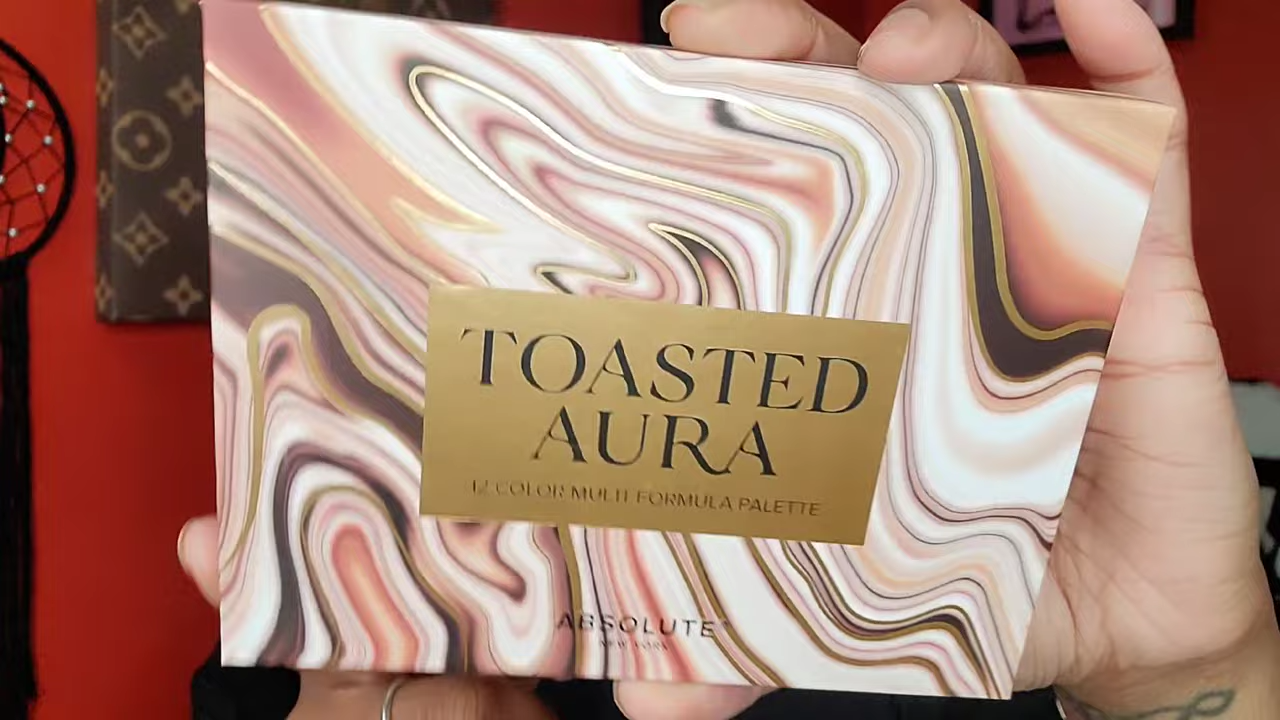 TOASTED
AURA
12 COLOR MULTI FORMULA PALETTE
ABSOLUTE
NEW YORK